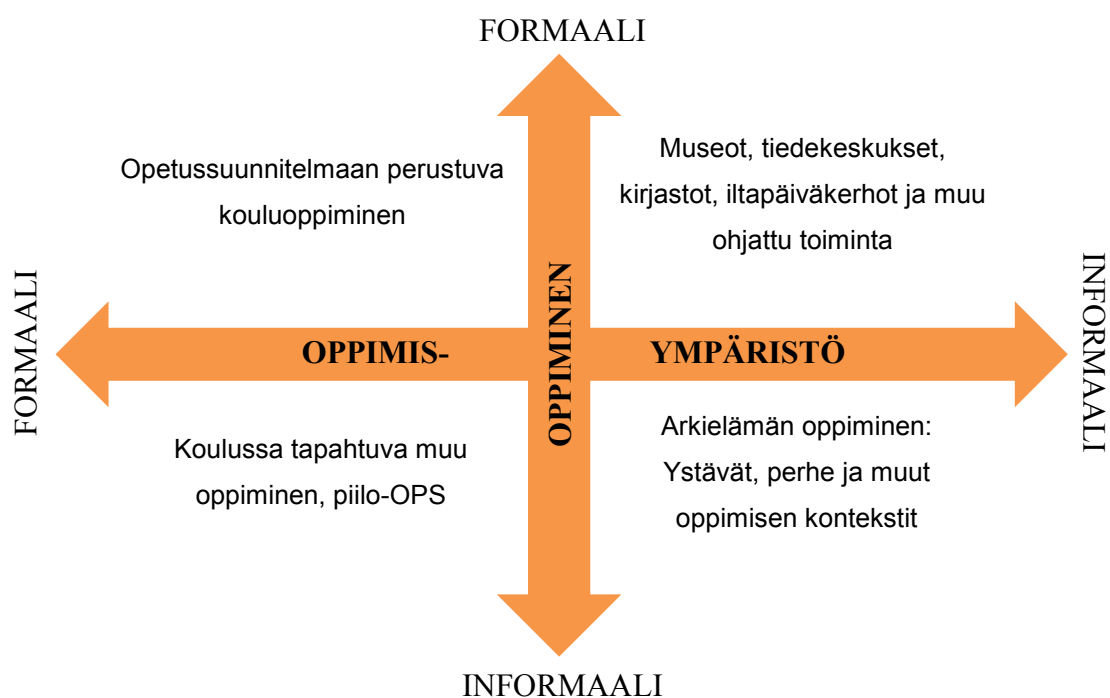 FORMAALI
Opetussuunnitelmaan perustuva
kouluoppiminen
Museot, tiedekeskukset,
kirjastot, iltapäiväkerhot ja muu
ohjattu toiminta
FORMAALI
OPPIMIS-
OPPIMINEN
YMPÄRISTÖ
INFORMAALI
Koulussa tapahtuva muu
oppiminen, piilo-OPS
Arkielämän oppiminen:
Ystävät, perhe ja muut
oppimisen kontekstit
INFORMAALI